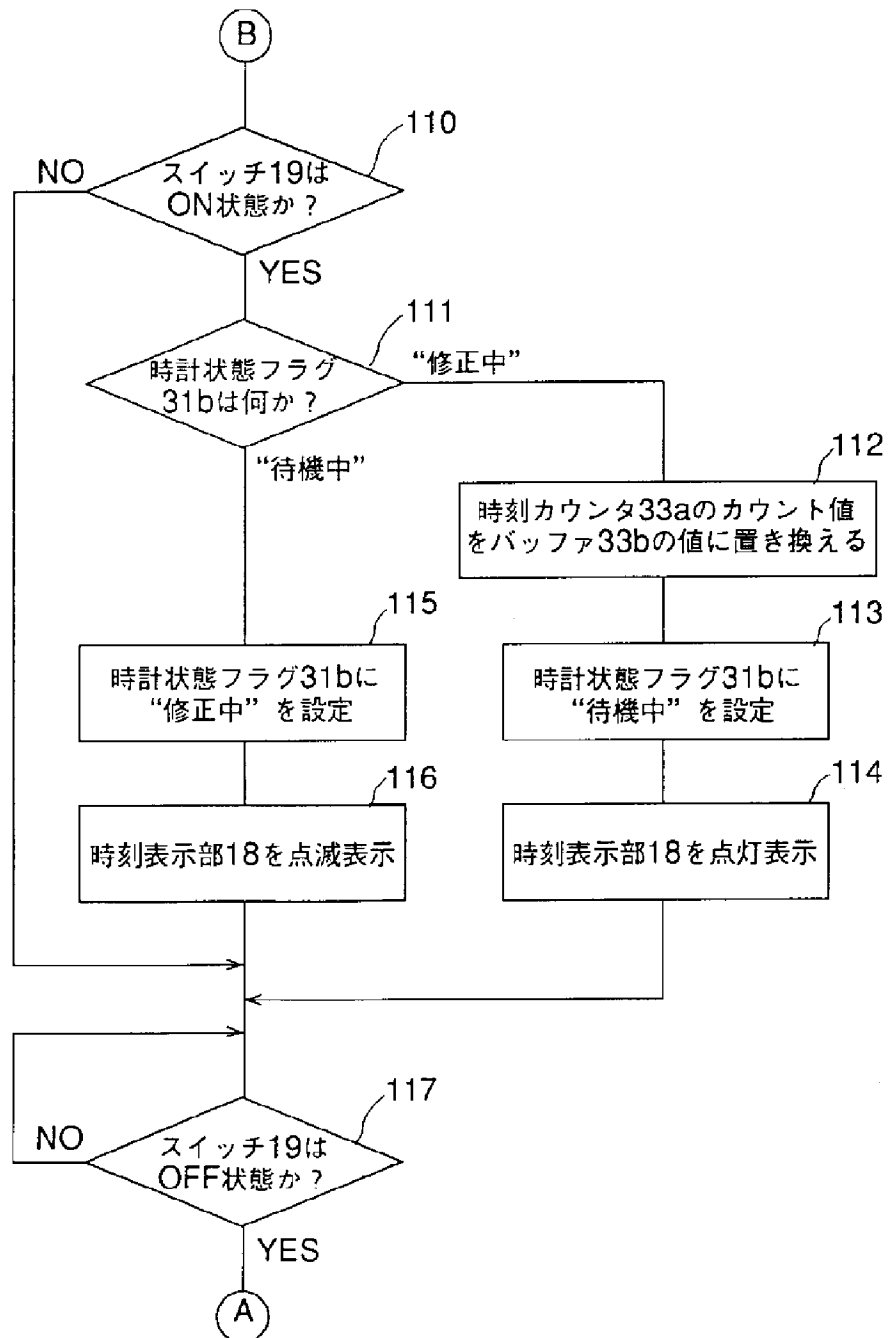 B
110
NO
スイッチ19は
ON状態か？
YES
111
時計状態フラグ
31bは何か？
“修正中”
“待機中”
112
時刻カウンタ33aのカウント値
をバッファ33bの値に置き換える
115
時計状態フラグ31bに
“修正中”を設定
113
時計状態フラグ31bに
“待機中”を設定
116
時刻表示部18を点滅表示
114
時刻表示部18を点灯表示
117
NO
スイッチ19は
OFF状態か？
YES
A